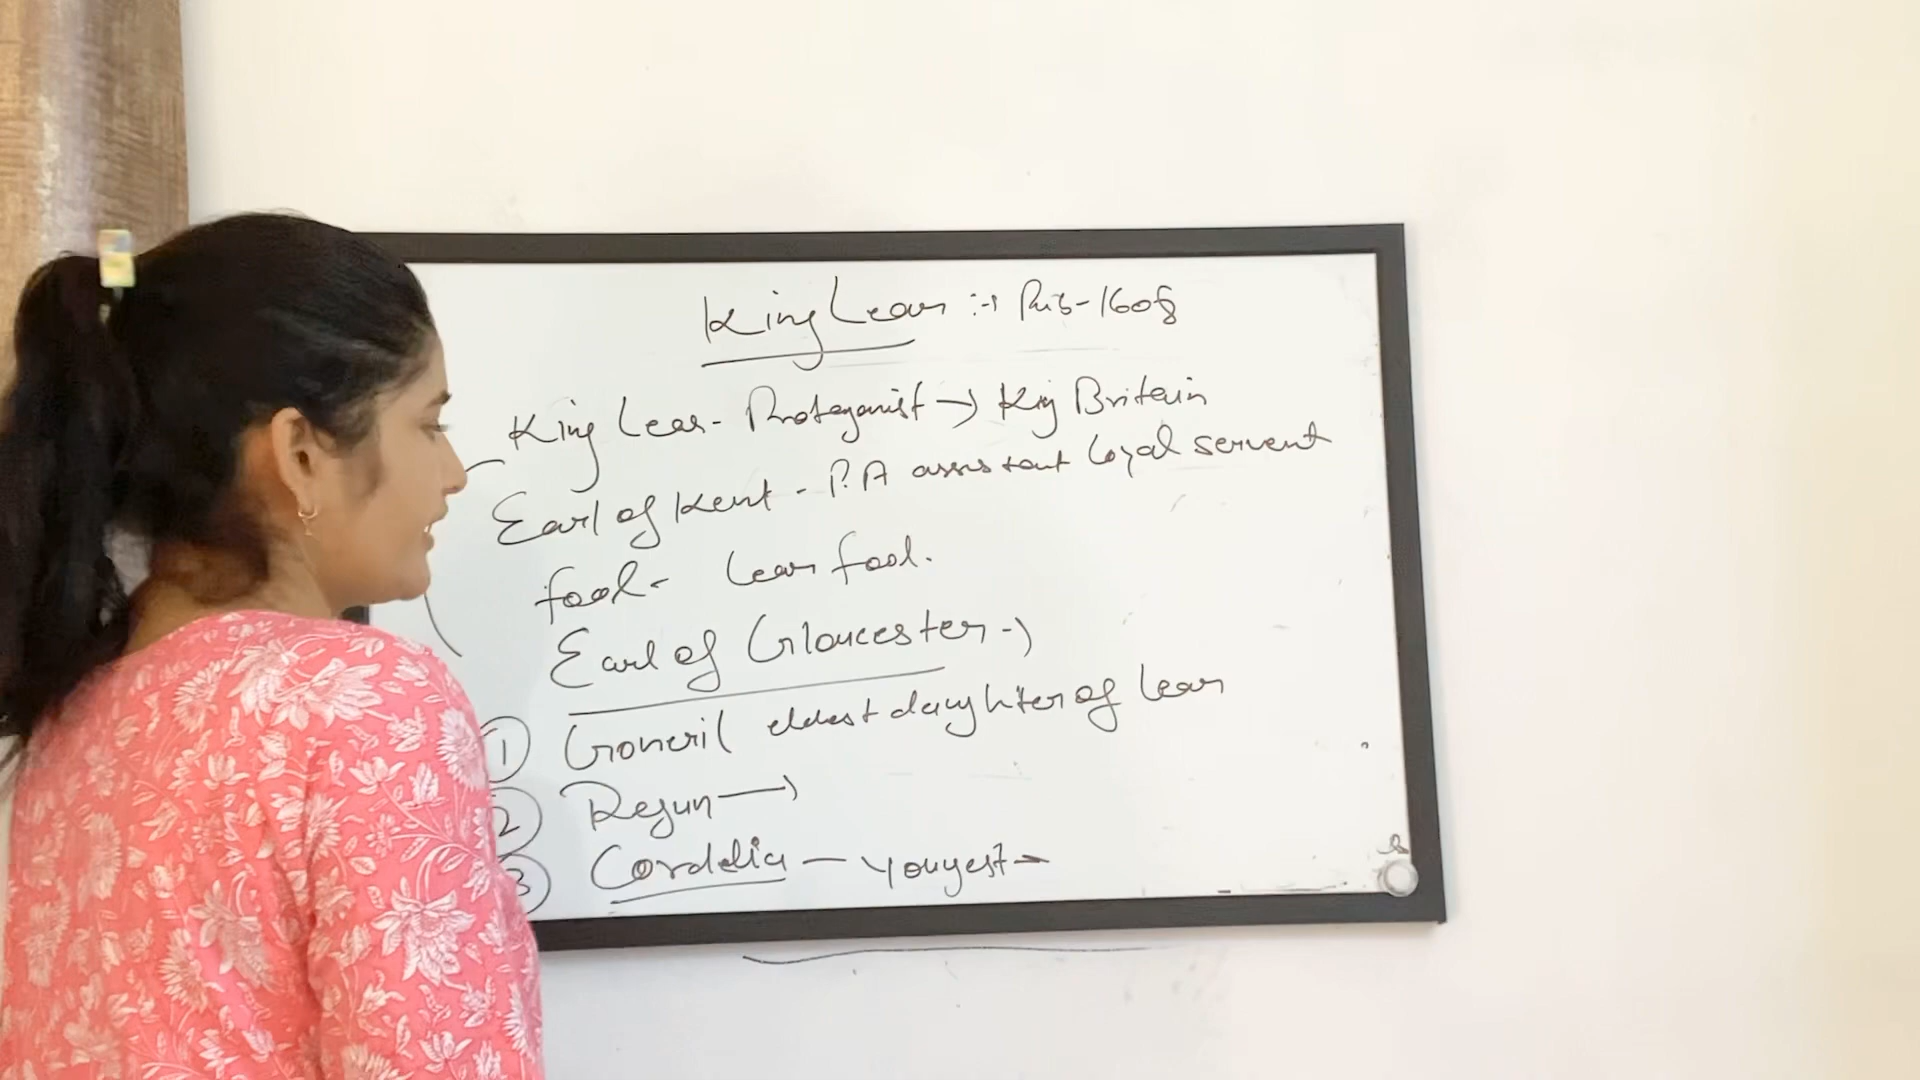 King Lear :-> Pub-1608
King Lear - Protagonist -> King Britain
Earl of Kent - P.A assistant loyal servent
fool - Lear fool.
Earl of Gloucester ->
1 Goneril eldest daughter of Lear
2 Regun ->
3 Cordelia - Youyest -